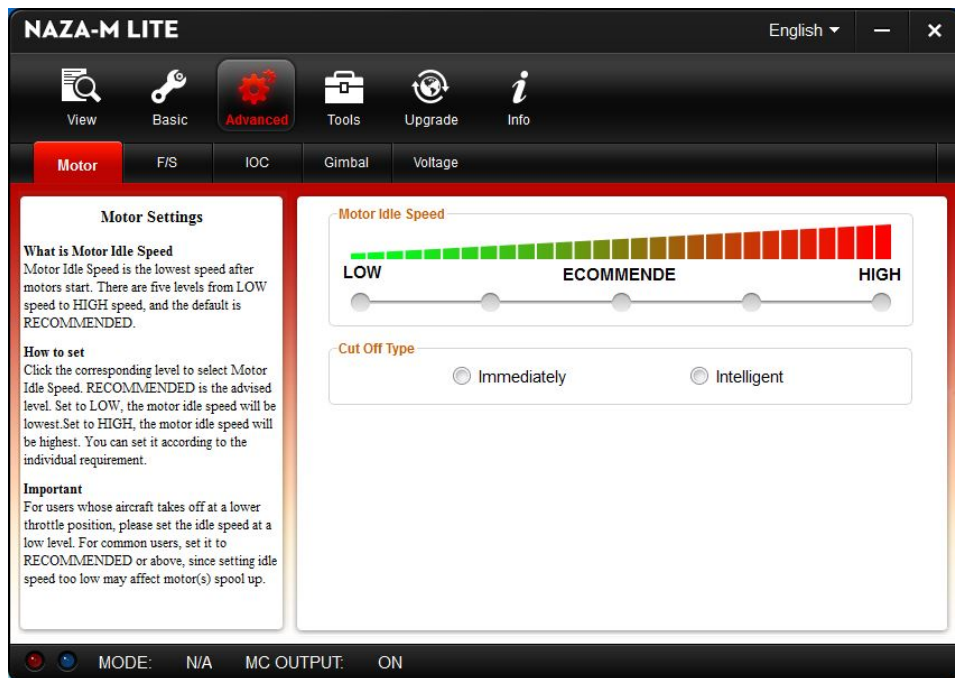 NAZA-M LITE
English
View Basic Advanced Tools Upgrade Info
Motor F/S IOC Gimbal Voltage
Motor Settings
What is Motor Idle Speed
Motor Idle Speed is the lowest speed after
motors start. There are five levels from LOW
speed to HIGH speed, and the default is
RECOMMENDED.
How to set
Click the corresponding level to select Motor
Idle Speed. RECOMMENDED is the advised
level. Set to LOW, the motor idle speed will be
lowest.Set to HIGH, the motor idle speed will
be highest. You can set it according to the
individual requirement.
Important
For users whose aircraft takes off at a lower
throttle position, please set the idle speed at a
low level. For common users, set it to
RECOMMENDED or above, since setting idle
speed too low may affect motor(s) spool up.
Motor Idle Speed
LOW ECOMMENDE HIGH
Cut Off Type
Immediately Intelligent
MODE: N/A MC OUTPUT: ON